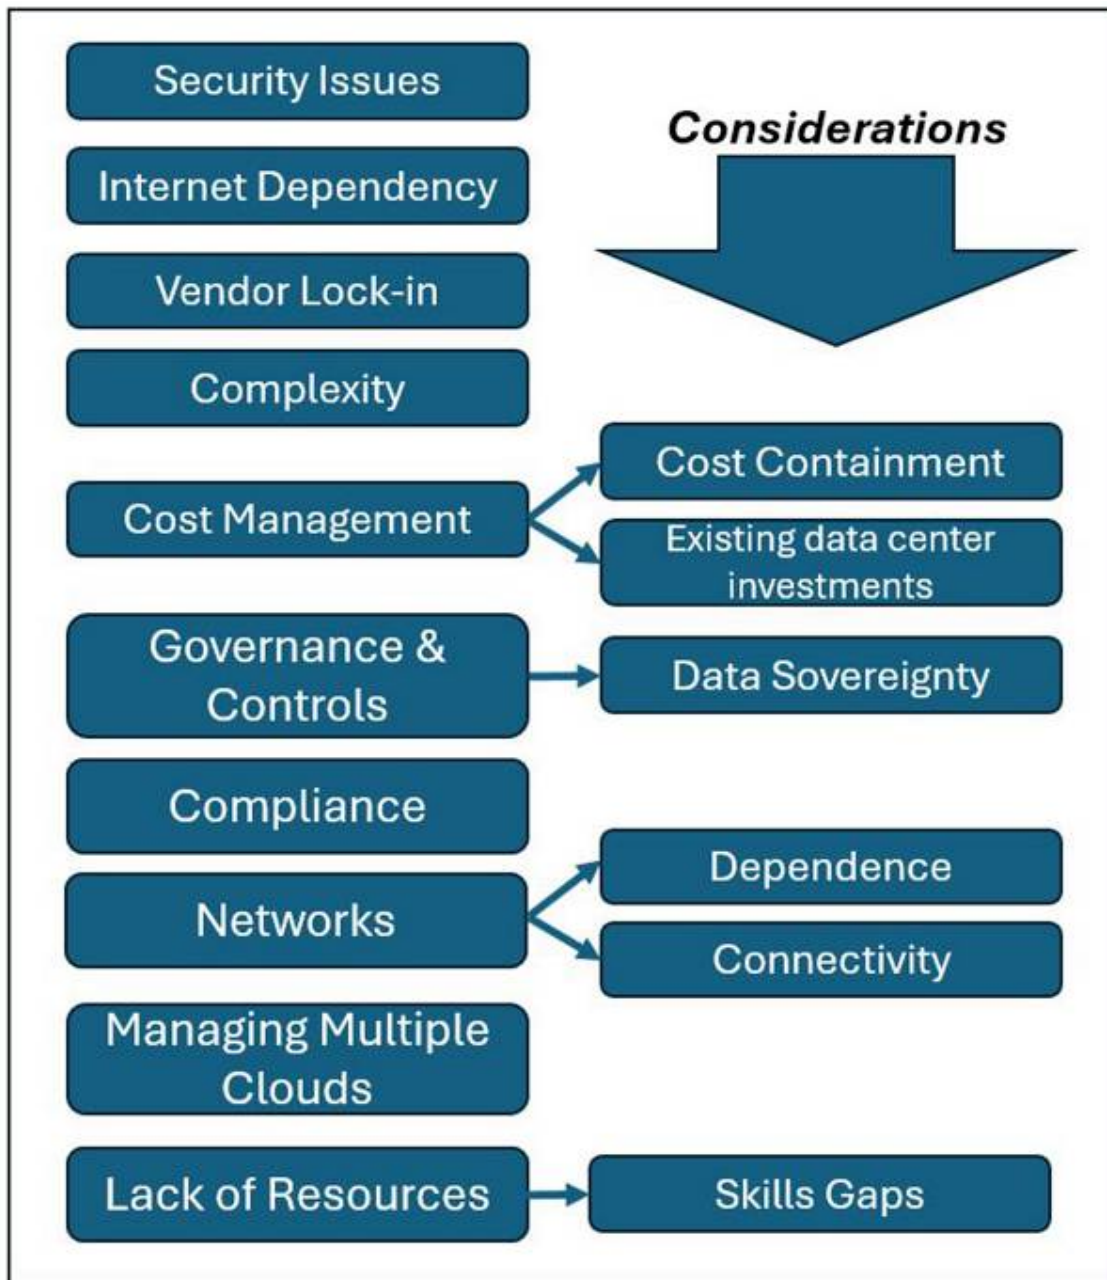 Security Issues
Considerations
Internet Dependency
Vendor Lock-in
Complexity
Cost Containment
Cost Management
Existing data center
investments
Governance &
Controls
Data Sovereignty
Compliance
Dependence
Networks
Connectivity
Managing Multiple
Clouds
Lack of Resources
Skills Gaps